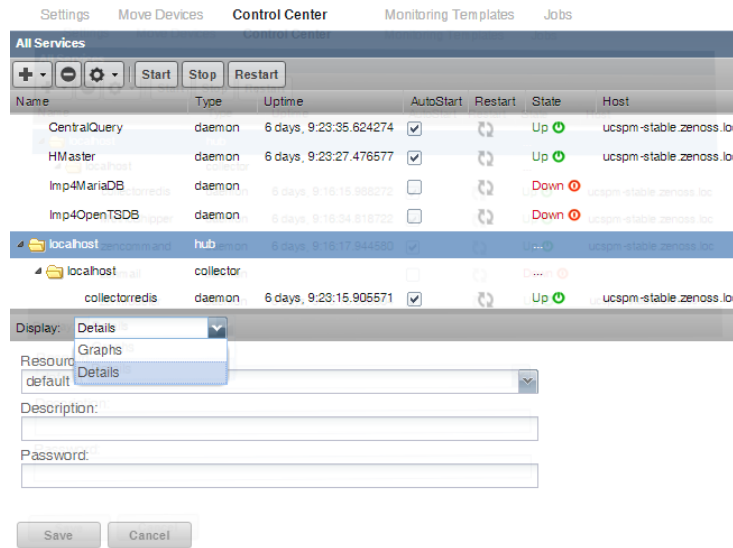 Settings Move Devices Control Center Monitoring Templates Jobs
All Services
Start Stop Restart
Name Type Uptime AutoStart Restart State Host
CentralQuery daemon 6 days, 9:23:35.624274 Up ucspm-stable.zenoss.lo
HMaster daemon 6 days, 9:23:27.476577 Up ucspm-stable.zenoss.lo
Imp4MariaDB daemon Down
Imp4OpenTSDB daemon Down
localhost hub ...
localhost collector ...
collectorredis daemon 6 days, 9:23:15.905571 Up ucspm-stable.zenoss.lo
Display: Details
Graphs
Details
Resourc
default
Description:
Password:
Save Cancel